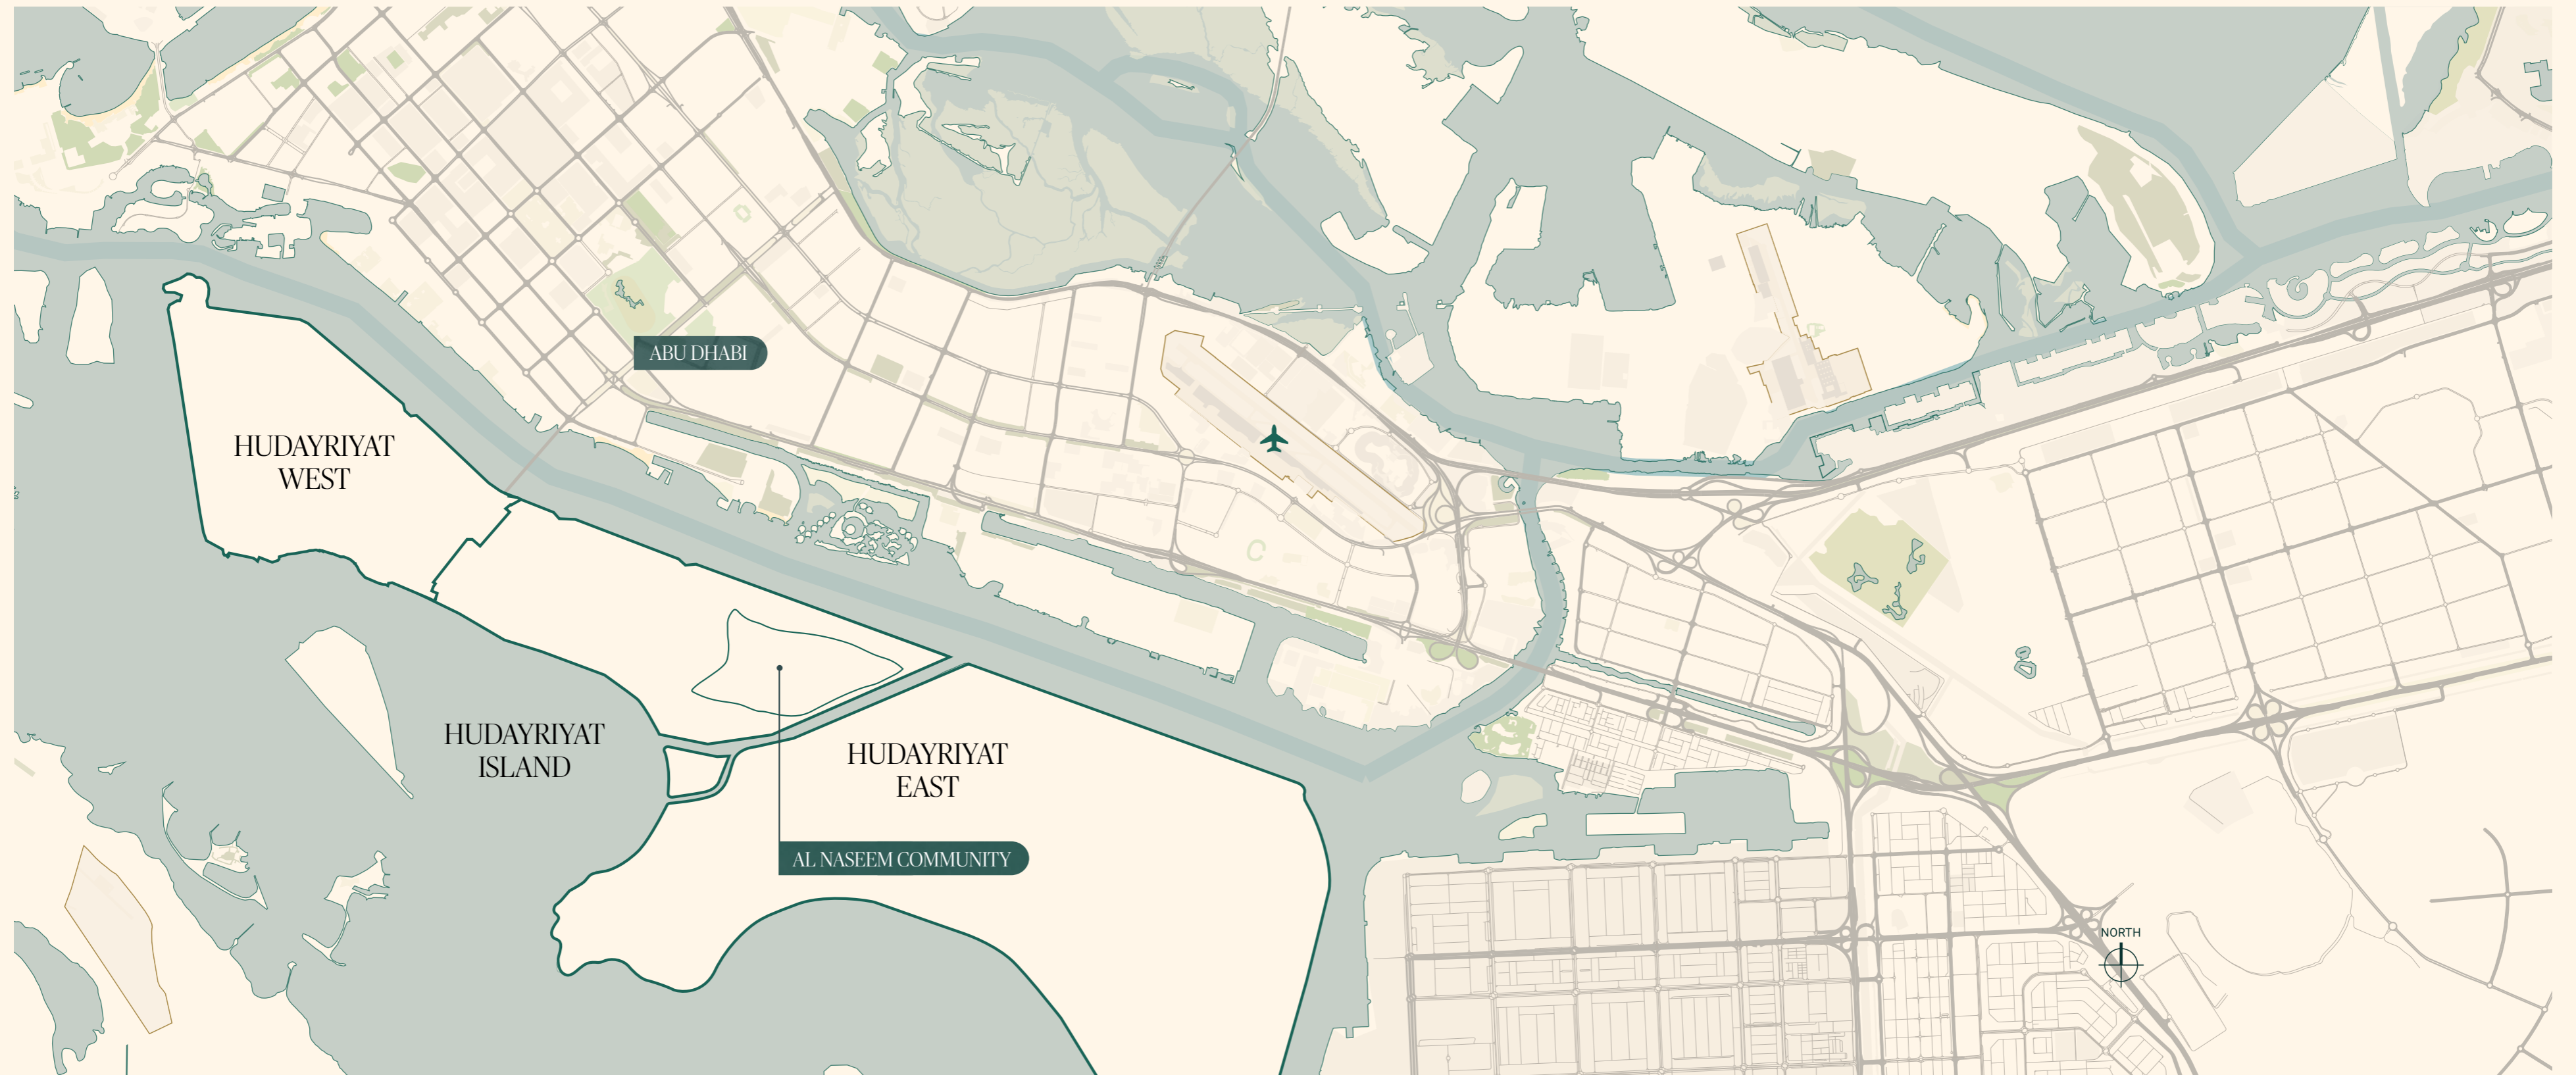 ABU DHABI
HUDAYRIYAT
WEST
HUDAYRIYAT
ISLAND
HUDAYRIYAT
EAST
AL NASEEM COMMUNITY
NORTH